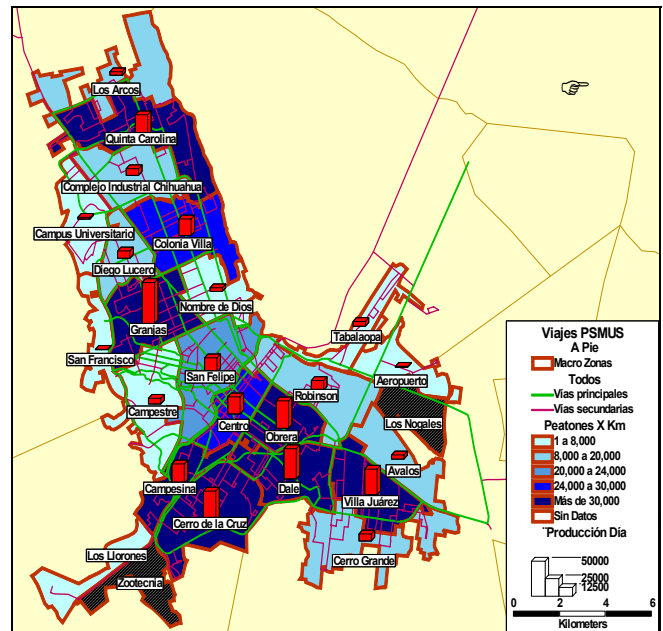 Los Arcos
Quinta Carolina
Complejo Industrial Chihuahua
Campus Universitario
Colonia Villa
Diego Lucero
Nombre de Dios
Granjas
Tabalaopa
San Francisco
San Felipe
Aeropuerto
Robinson
Campestre
Los Nogales
Centro
Obrera
Avalos
Campesina
Dale
Villa Juárez
Cerro de la Cruz
Los Llorones
Cerro Grande
Zootecnia
Viajes PSMUS
A Pie
Macro Zonas
Todos
Vías principales
Vías secundarias
Peatones X Km
1 a 8,000
8,000 a 20,000
20,000 a 24,000
24,000 a 30,000
Más de 30,000
Sin Datos
¨Producción Día
50000
25000
12500
0 2 4 6
Kilometers